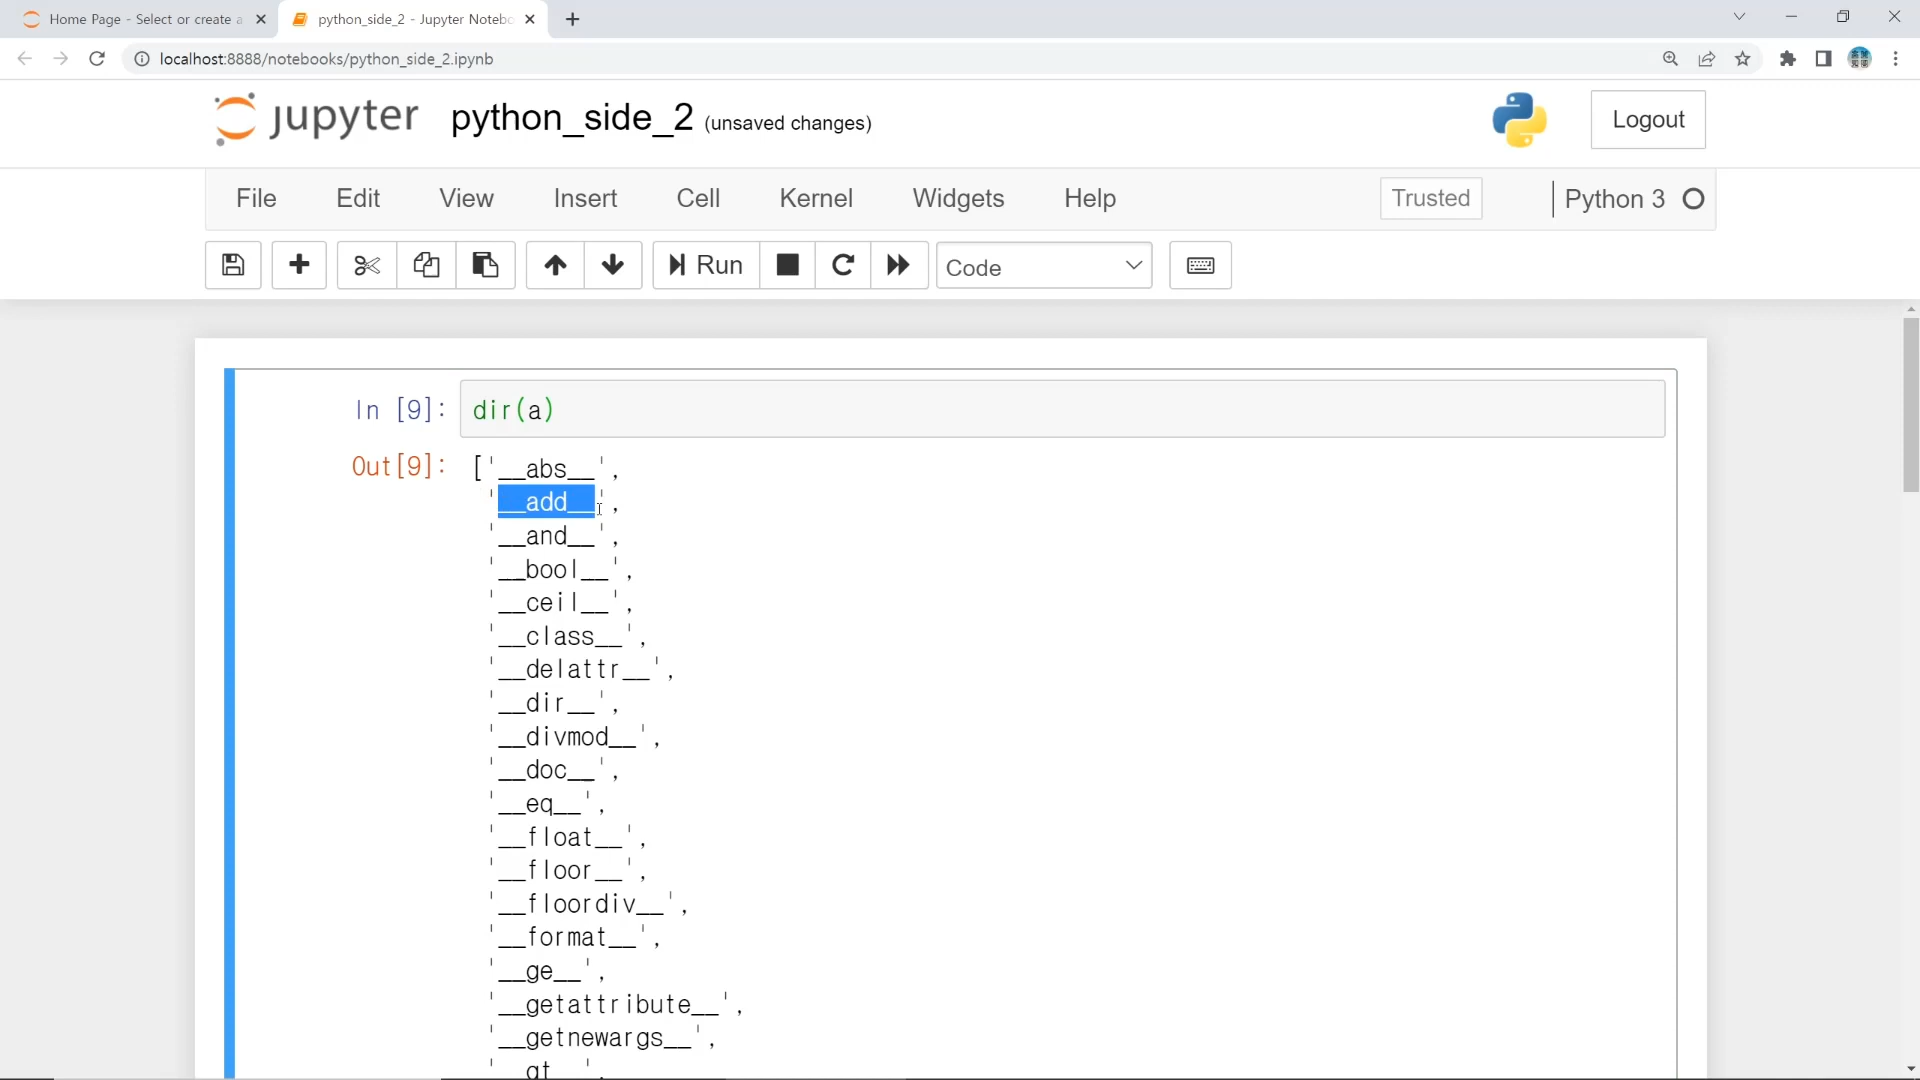 Home Page - Select or create a
python_side_2 - Jupyter Notebo
localhost:8888/notebooks/python_side_2.ipynb
jupyter python_side_2 (unsaved changes)
Logout
File Edit View Insert Cell Kernel Widgets Help Trusted Python 3
Run Code
In [9]: dir(a)
Out[9]: ['__abs__',
'__add__',
'__and__',
'__bool__',
'__ceil__',
'__class__',
'__delattr__',
'__dir__',
'__divmod__',
'__doc__',
'__eq__',
'__float__',
'__floor__',
'__floordiv__',
'__format__',
'__ge__',
'__getattribute__',
'__getnewargs__',
'__gt__',